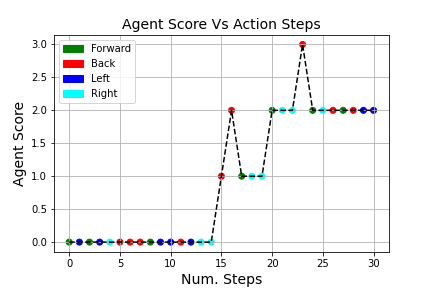 Agent Score Vs Action Steps
Agent Score
3.0
2.5
2.0
1.5
1.0
0.5
0.0
Forward
Back
Left
Right
0 5 10 15 20 25 30
Num. Steps